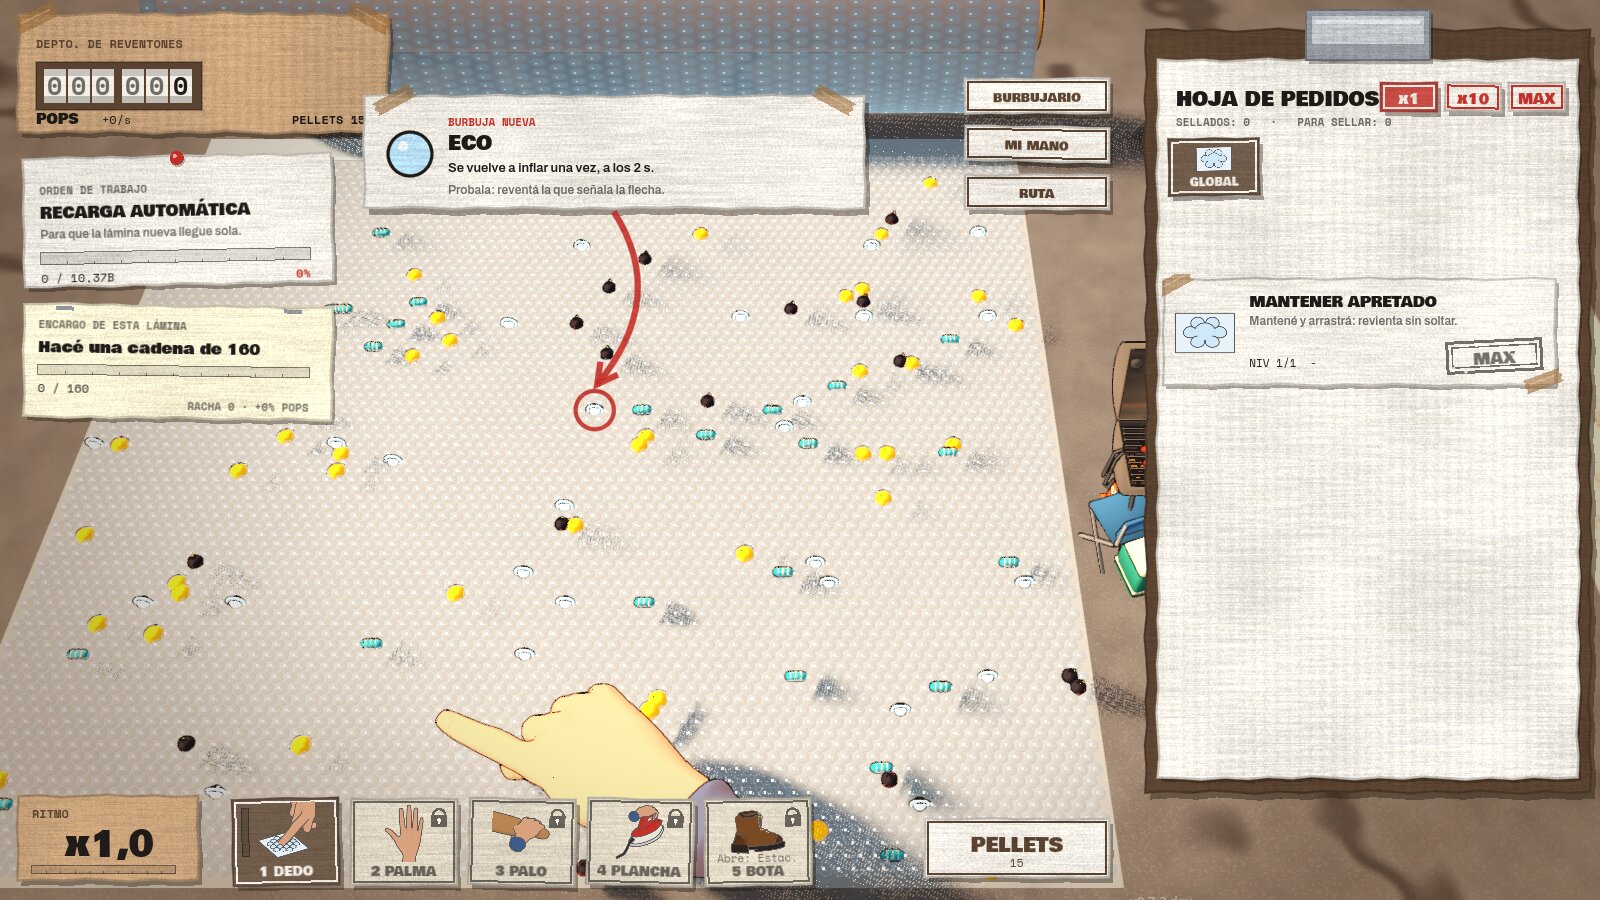 DEPTO. DE REVENTONES
000 000
POPS +0/s PELLETS 15
ORDEN DE TRABAJO
RECARGA AUTOMÁTICA
Para que la lámina nueva llegue sola.
0 / 10.37B 0%
ENCARGO DE ESTA LÁMINA
Hacé una cadena de 160
0 / 160
RACHA 0 · +0% POPS
BURBUJA NUEVA
ECO
Se vuelve a inflar una vez, a los 2 s.
Probala: reventá la que señala la flecha.
BURBUJARIO
MI MANO
RUTA
HOJA DE PEDIDOS x1 x10 MAX
SELLADOS: 0 · PARA SELLAR: 0
GLOBAL
MANTENER APRETADO
Mantené y arrastrá: revienta sin soltar.
NIV 1/1 -
MAX
RITMO
x1,0
1 DEDO
2 PALMA
3 PALO
4 PLANCHA
Abre: Estac.
5 BOTA
PELLETS
15